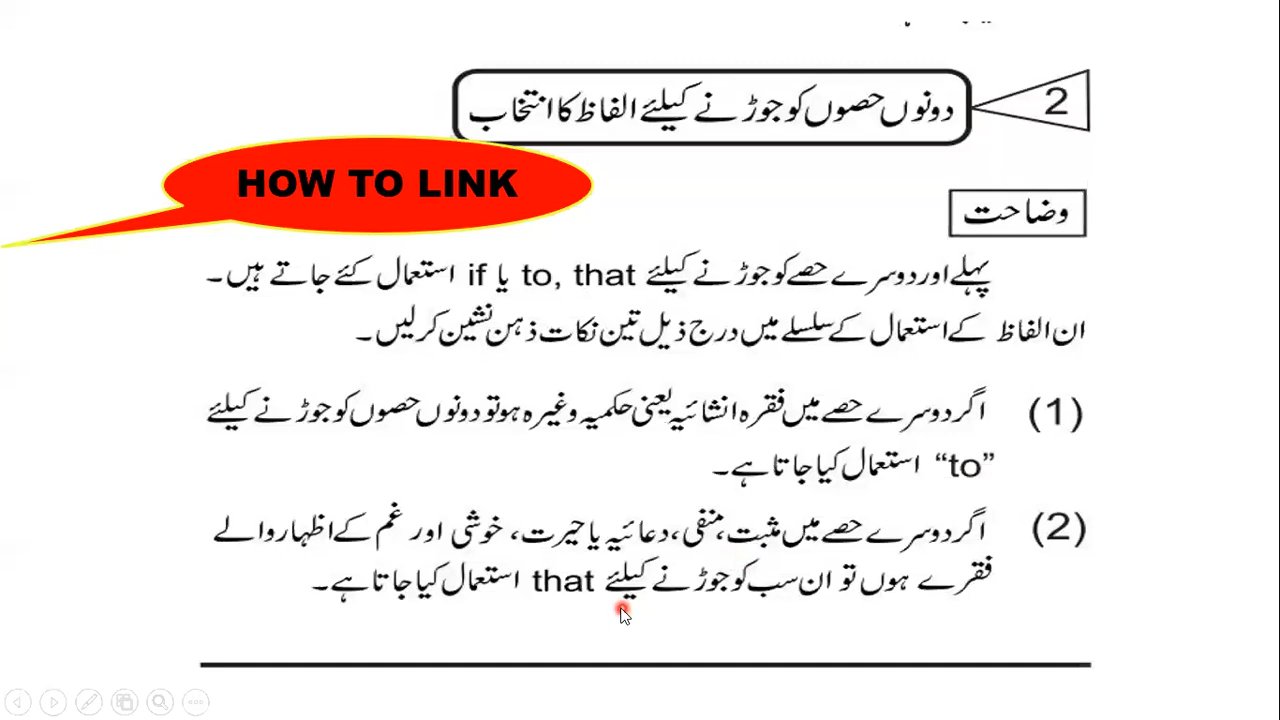 2
دونوں حصوں کو جوڑنے کیلئے الفاظ کا انتخاب
HOW TO LINK
وضاحت
پہلے اور دوسرے حصے کو جوڑنے کیلئے to, that یا if استعمال کئے جاتے ہیں۔
ان الفاظ کے استعمال کے سلسلے میں درج ذیل تین نکات ذہن نشین کرلیں۔
(1) اگر دوسرے حصے میں فقرہ انشائیہ یعنی حکمیہ وغیرہ ہو تو دونوں حصوں کو جوڑنے کیلئے
“to” استعمال کیا جاتا ہے۔
(2) اگر دوسرے حصے میں مثبت، منفی، دعائیہ یا حیرت، خوشی اور غم کے اظہار والے
فقرے ہوں تو ان سب کو جوڑنے کیلئے that استعمال کیا جاتا ہے۔